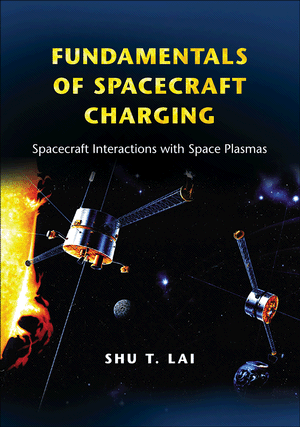 FUNDAMENTALS
OF SPACECRAFT
CHARGING
Spacecraft Interactions with Space Plasmas
SHU T. LAI